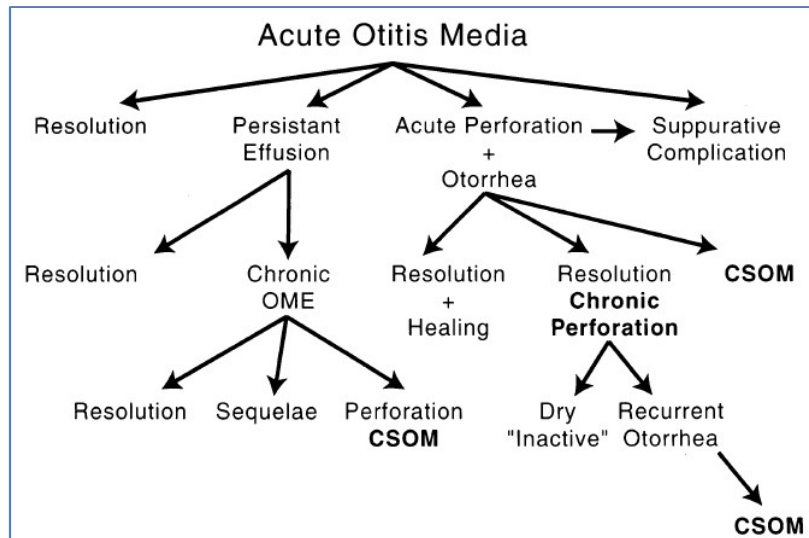 Acute Otitis Media
Resolution
Persistant
Effusion
Acute Perforation
+
Otorrhea
Suppurative
Complication
Resolution
Chronic
OME
Resolution
+
Healing
Resolution
Chronic
Perforation
CSOM
Resolution
Sequelae
Perforation
CSOM
Dry
"Inactive"
Recurrent
Otorrhea
CSOM